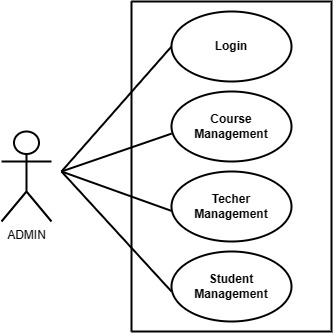 Login
Course
Management
Techer
Management
ADMIN
Student
Management